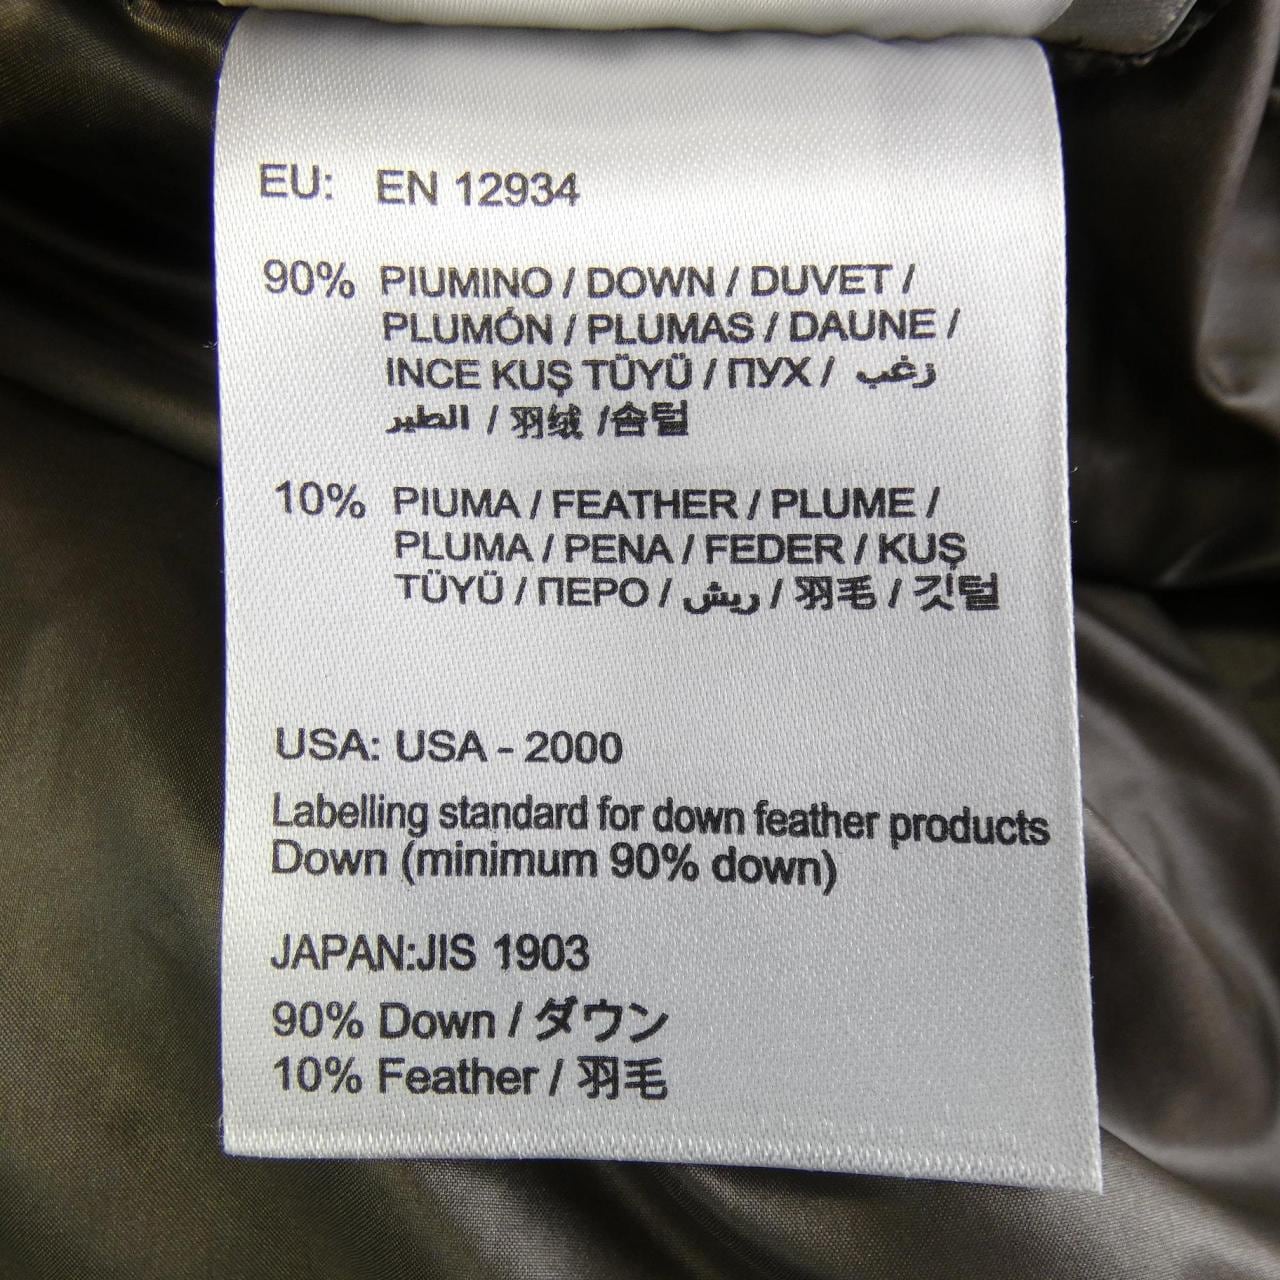 EU: EN 12934
90% PIUMINO / DOWN / DUVET /
PLUMÓN / PLUMAS / DAUNE /
INCE KUŞ TÜYÜ / ПУХ / زغب
الطير / 羽绒 /솜털
10% PIUMA / FEATHER / PLUME /
PLUMA / PENA / FEDER / KUŞ
TÜYÜ / ПЕРО / ريش / 羽毛 / 깃털
USA: USA - 2000
Labelling standard for down feather products
Down (minimum 90% down)
JAPAN:JIS 1903
90% Down / ダウン
10% Feather / 羽毛